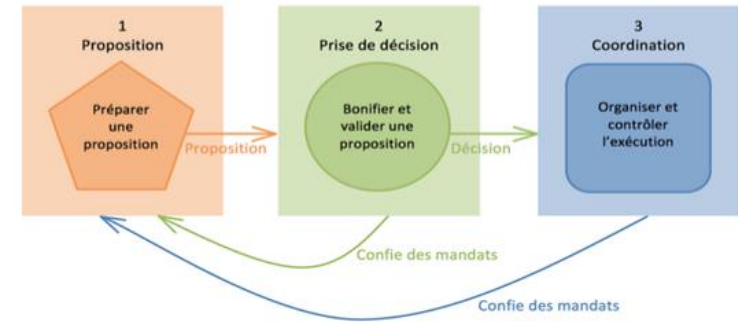 1
Proposition
Préparer
une
proposition
Proposition
2
Prise de décision
Bonifier et
valider une
proposition
Décision
3
Coordination
Organiser et
contrôler
l'exécution
Confie des mandats
Confie des mandats